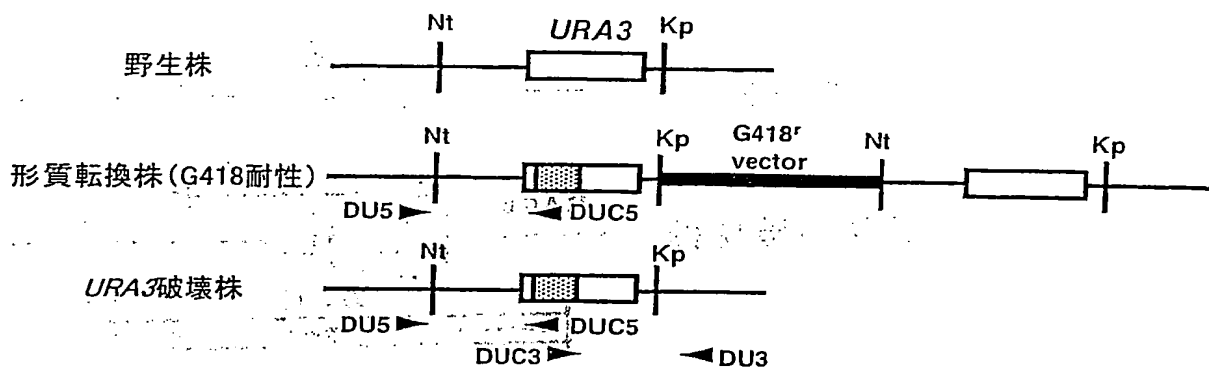 Nt URA3 Kp
野生株
Nt Kp G418r vector Nt Kp
形質転換株(G418耐性)
DU5 DUC5
Nt Kp
URA3破壊株
DU5 DUC5
DUC3 DU3